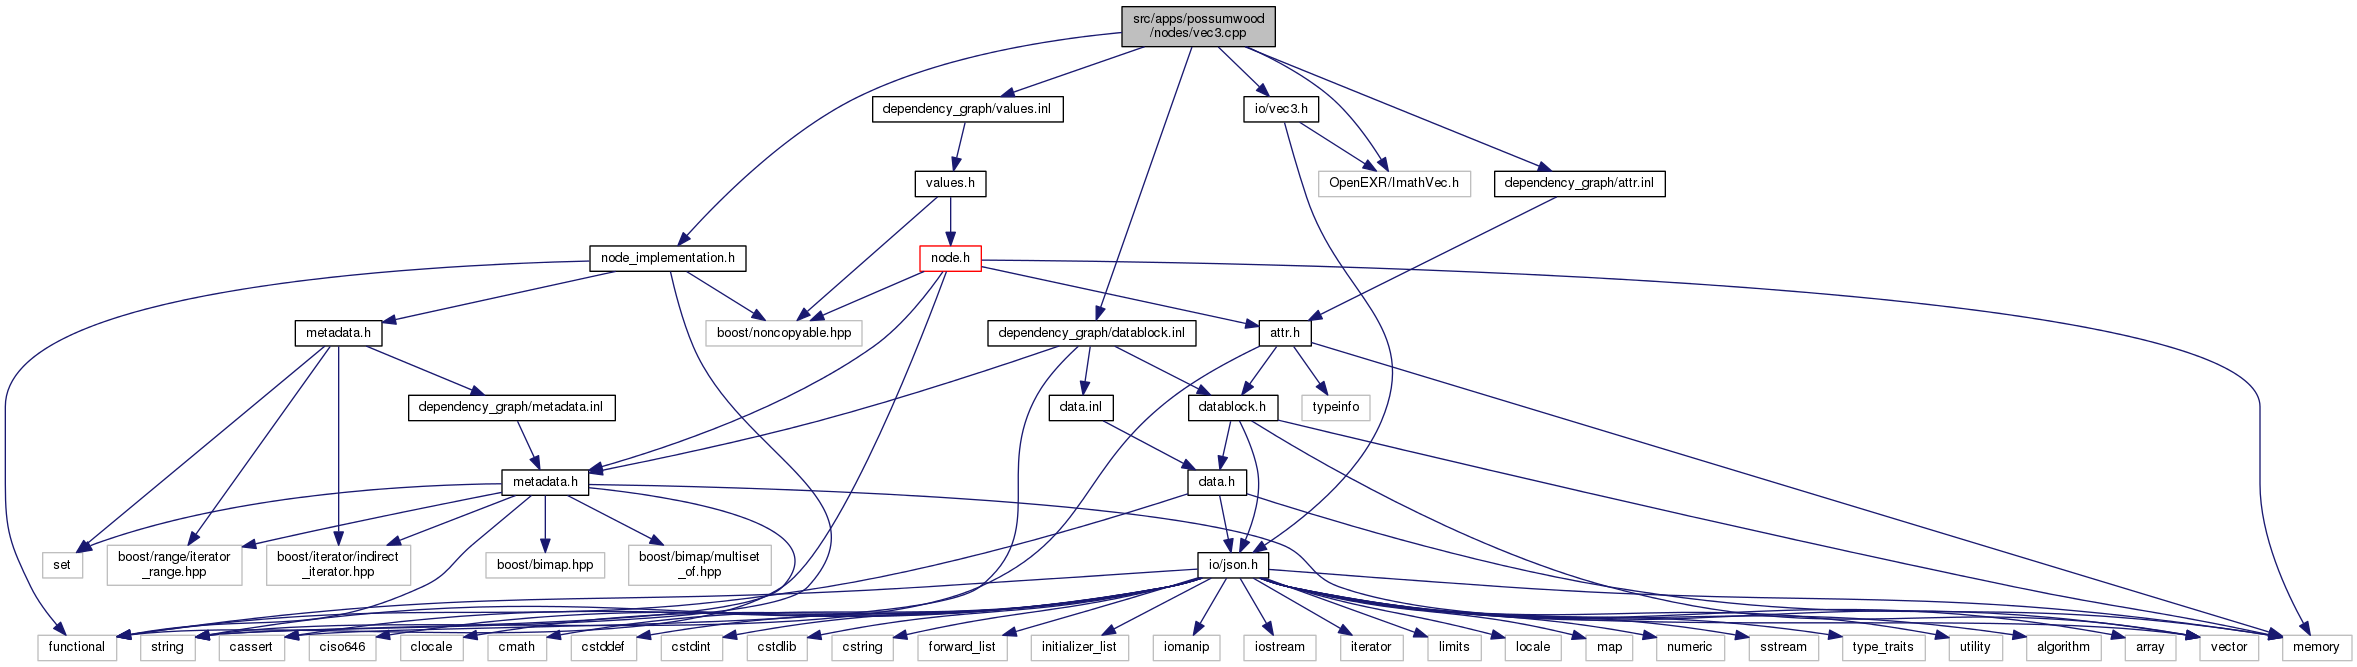 src/apps/possumwood
/nodes/vec3.cpp
dependency_graph/values.inl
io/vec3.h
values.h
OpenEXR/ImathVec.h
dependency_graph/attr.inl
node_implementation.h
node.h
metadata.h
boost/noncopyable.hpp
dependency_graph/datablock.inl
attr.h
dependency_graph/metadata.inl
data.inl
datablock.h
typeinfo
metadata.h
data.h
set
boost/range/iterator
_range.hpp
boost/iterator/indirect
_iterator.hpp
boost/bimap.hpp
boost/bimap/multiset
_of.hpp
io/json.h
functional
string
cassert
ciso646
clocale
cmath
cstddef
cstdint
cstdlib
cstring
forward_list
initializer_list
iomanip
iostream
iterator
limits
locale
map
numeric
sstream
type_traits
utility
algorithm
array
vector
memory